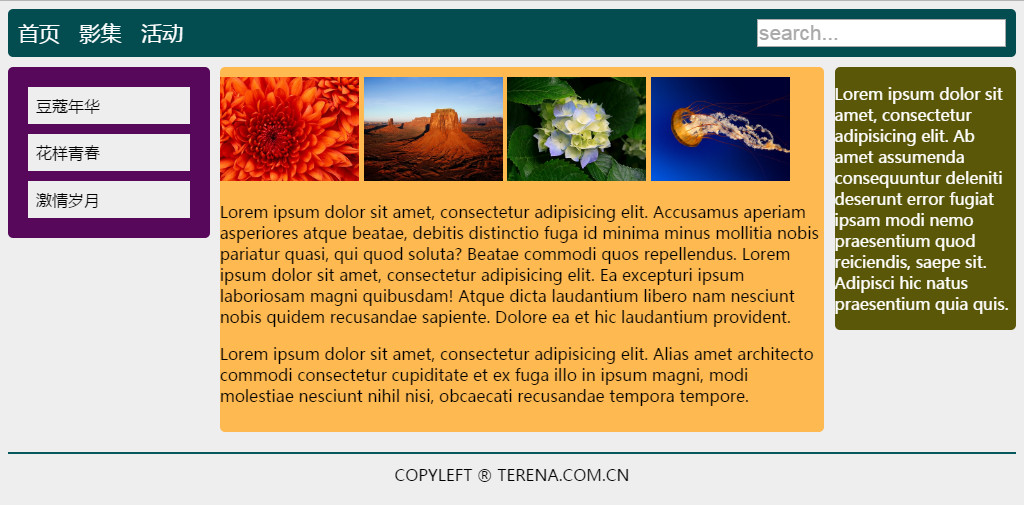 首页 影集 活动 search...
豆蔻年华
花样青春
激情岁月
Lorem ipsum dolor sit amet, consectetur adipisicing elit. Accusamus aperiam
asperiores atque beatae, debitis distinctio fuga id minima minus mollitia nobis
pariatur quasi, qui quod soluta? Beatae commodi quos repellendus. Lorem
ipsum dolor sit amet, consectetur adipisicing elit. Ea excepturi ipsum
laboriosam magni quibusdam! Atque dicta laudantium libero nam nesciunt
nobis quidem recusandae sapiente. Dolore ea et hic laudantium provident.
Lorem ipsum dolor sit amet, consectetur adipisicing elit. Alias amet architecto
commodi consectetur cupiditate et ex fuga illo in ipsum magni, modi
molestiae nesciunt nihil nisi, obcaecati recusandae tempora tempore.
Lorem ipsum dolor sit
amet, consectetur
adipisicing elit. Ab
amet assumenda
consequuntur deleniti
deserunt error fugiat
ipsam modi nemo
praesentium quod
reiciendis, saepe sit.
Adipisci hic natus
praesentium quia quis.
COPYLEFT ® TERENA.COM.CN